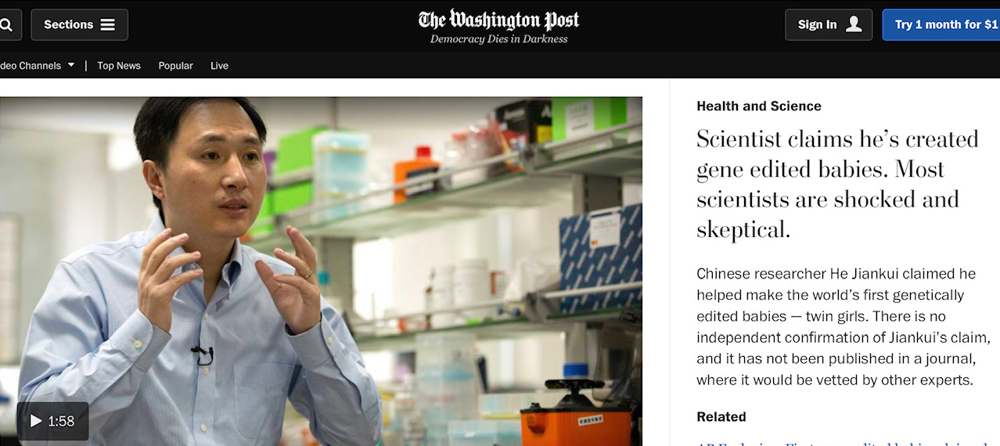 Sections
The Washington Post
Democracy Dies in Darkness
Sign In
Try 1 month for $1
deo Channels
|
Top News
Popular
Live
1:58
Health and Science
Scientist claims he’s created
gene edited babies. Most
scientists are shocked and
skeptical.
Chinese researcher He Jiankui claimed he
helped make the world’s first genetically
edited babies — twin girls. There is no
independent confirmation of Jiankui’s claim,
and it has not been published in a journal,
where it would be vetted by other experts.
Related